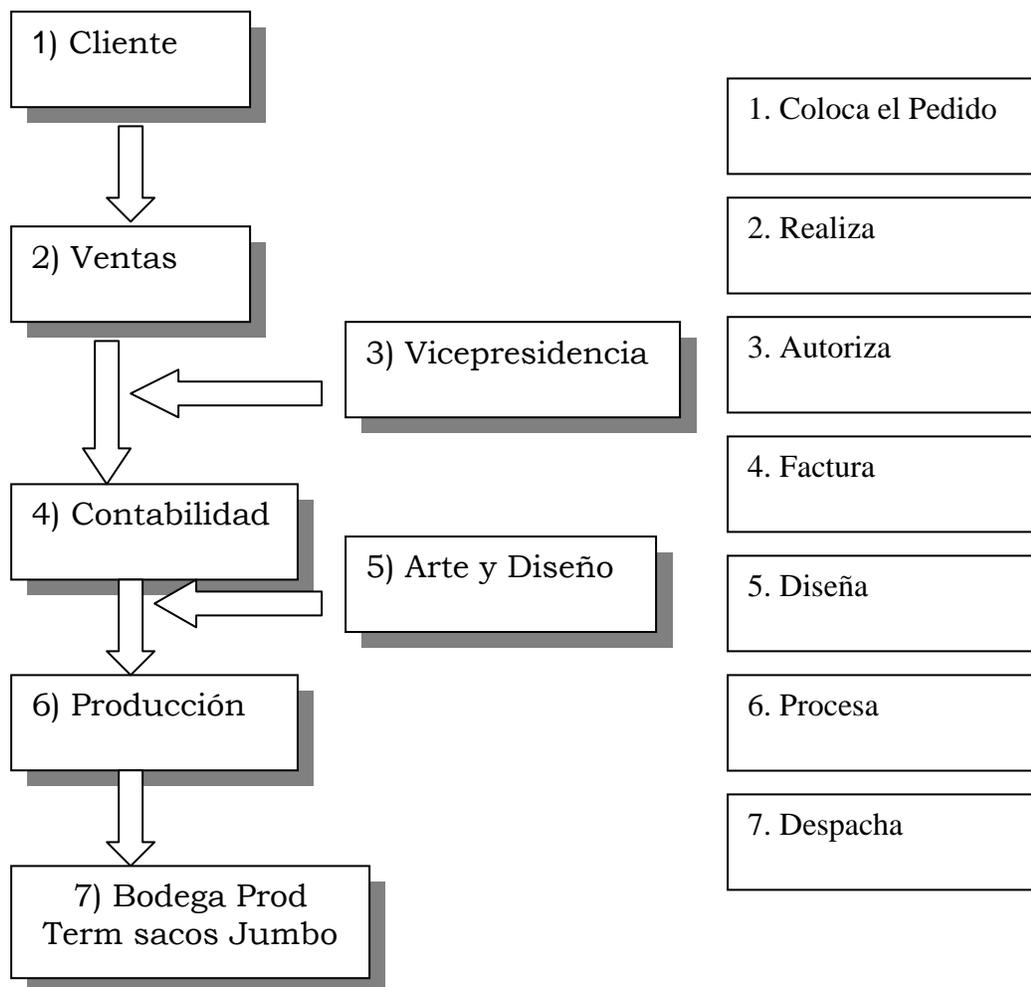 1) Cliente
2) Ventas
3) Vicepresidencia
4) Contabilidad
5) Arte y Diseño
6) Producción
7) Bodega Prod
Term sacos Jumbo
1. Coloca el Pedido
2. Realiza
3. Autoriza
4. Factura
5. Diseña
6. Procesa
7. Despacha